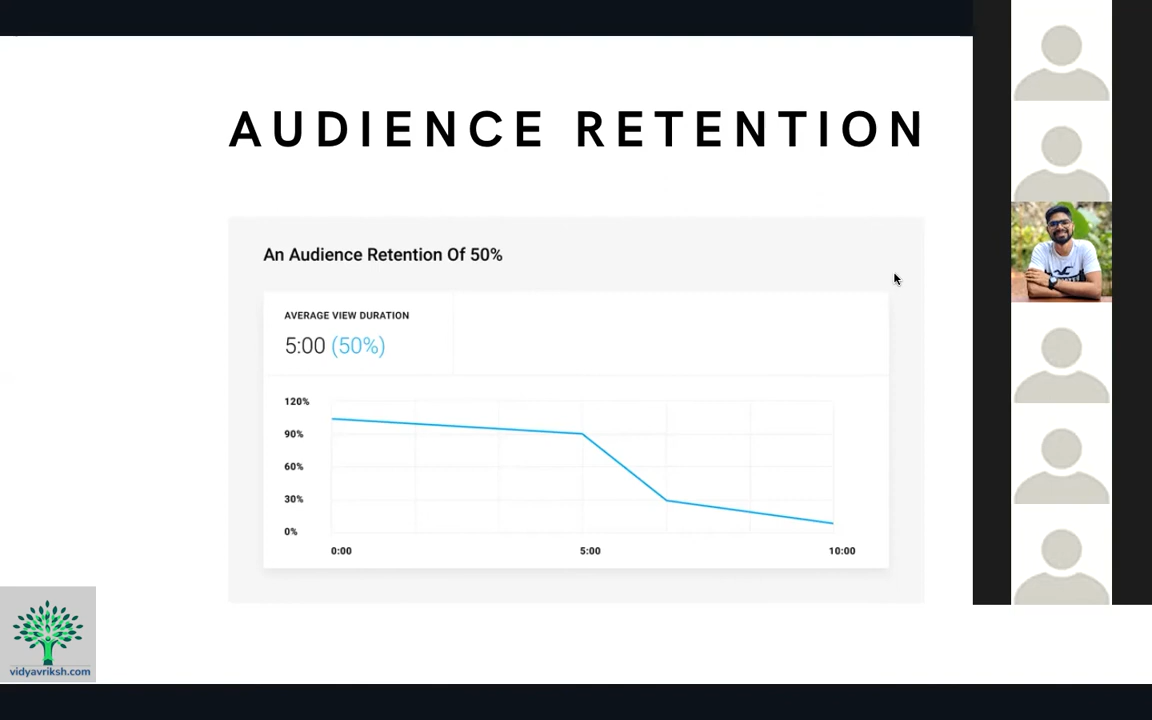 AUDIENCE RETENTION
An Audience Retention Of 50%
AVERAGE VIEW DURATION
5:00 (50%)
120%
90%
60%
30%
0%
0:00 5:00 10:00
vidyavriksh.com